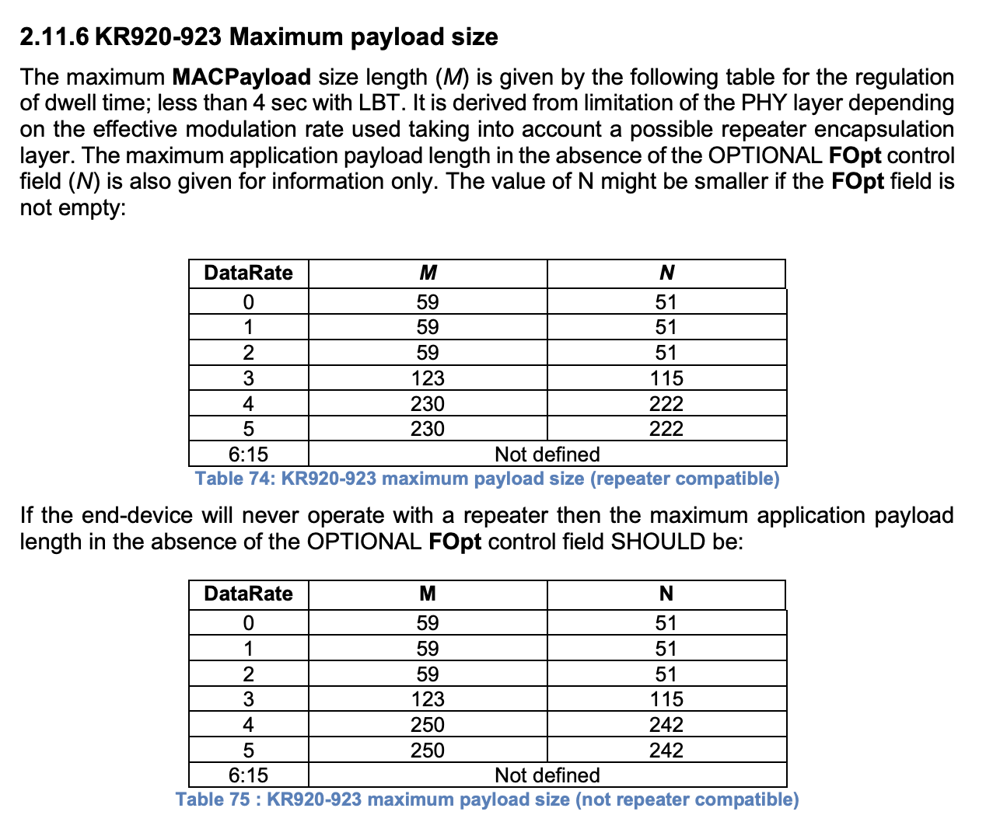 2.11.6 KR920-923 Maximum payload size
The maximum MACPayload size length (M) is given by the following table for the regulation
of dwell time; less than 4 sec with LBT. It is derived from limitation of the PHY layer depending
on the effective modulation rate used taking into account a possible repeater encapsulation
layer. The maximum application payload length in the absence of the OPTIONAL FOpt control
field (N) is also given for information only. The value of N might be smaller if the FOpt field is
not empty:
DataRate M N
0 59 51
1 59 51
2 59 51
3 123 115
4 230 222
5 230 222
6:15 Not defined
Table 74: KR920-923 maximum payload size (repeater compatible)
If the end-device will never operate with a repeater then the maximum application payload
length in the absence of the OPTIONAL FOpt control field SHOULD be:
DataRate M N
0 59 51
1 59 51
2 59 51
3 123 115
4 250 242
5 250 242
6:15 Not defined
Table 75 : KR920-923 maximum payload size (not repeater compatible)